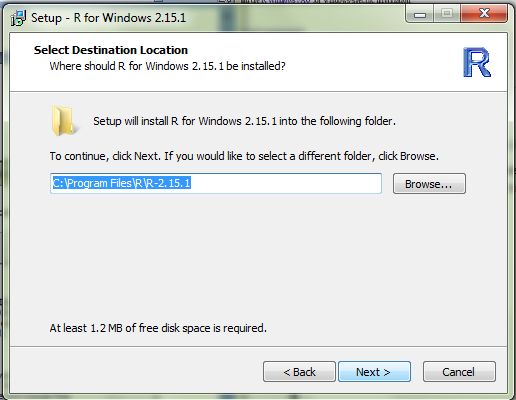 Setup - R for Windows 2.15.1
Select Destination Location
Where should R for Windows 2.15.1 be installed?
R
Setup will install R for Windows 2.15.1 into the following folder.
To continue, click Next. If you would like to select a different folder, click Browse.
C:\Program Files\R\R-2.15.1
Browse...
At least 1.2 MB of free disk space is required.
< Back
Next >
Cancel